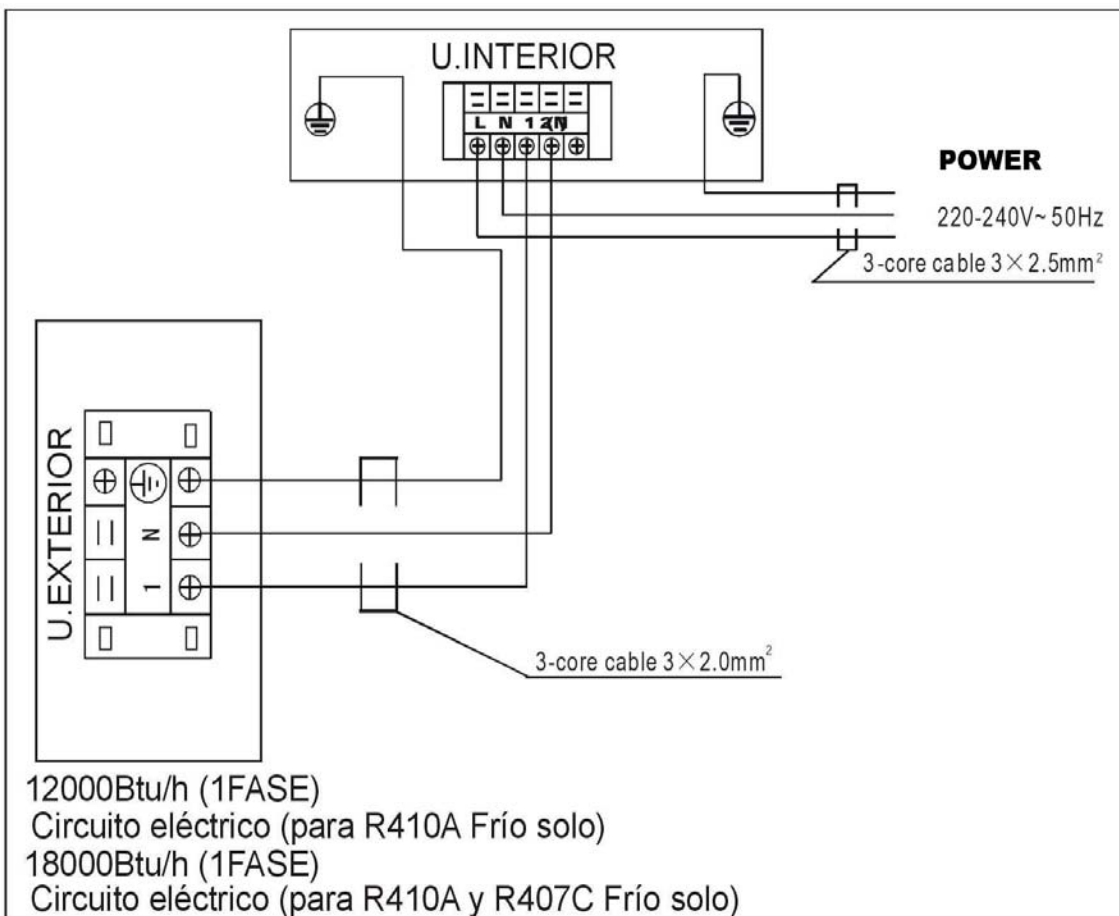 U.INTERIOR
L N 1 2(N)
POWER
220-240V~ 50Hz
3-core cable 3×2.5mm²
U.EXTERIOR
N
1
3-core cable 3×2.0mm²
12000Btu/h (1FASE)
Circuito eléctrico (para R410A Frío solo)
18000Btu/h (1FASE)
Circuito eléctrico (para R410A y R407C Frío solo)